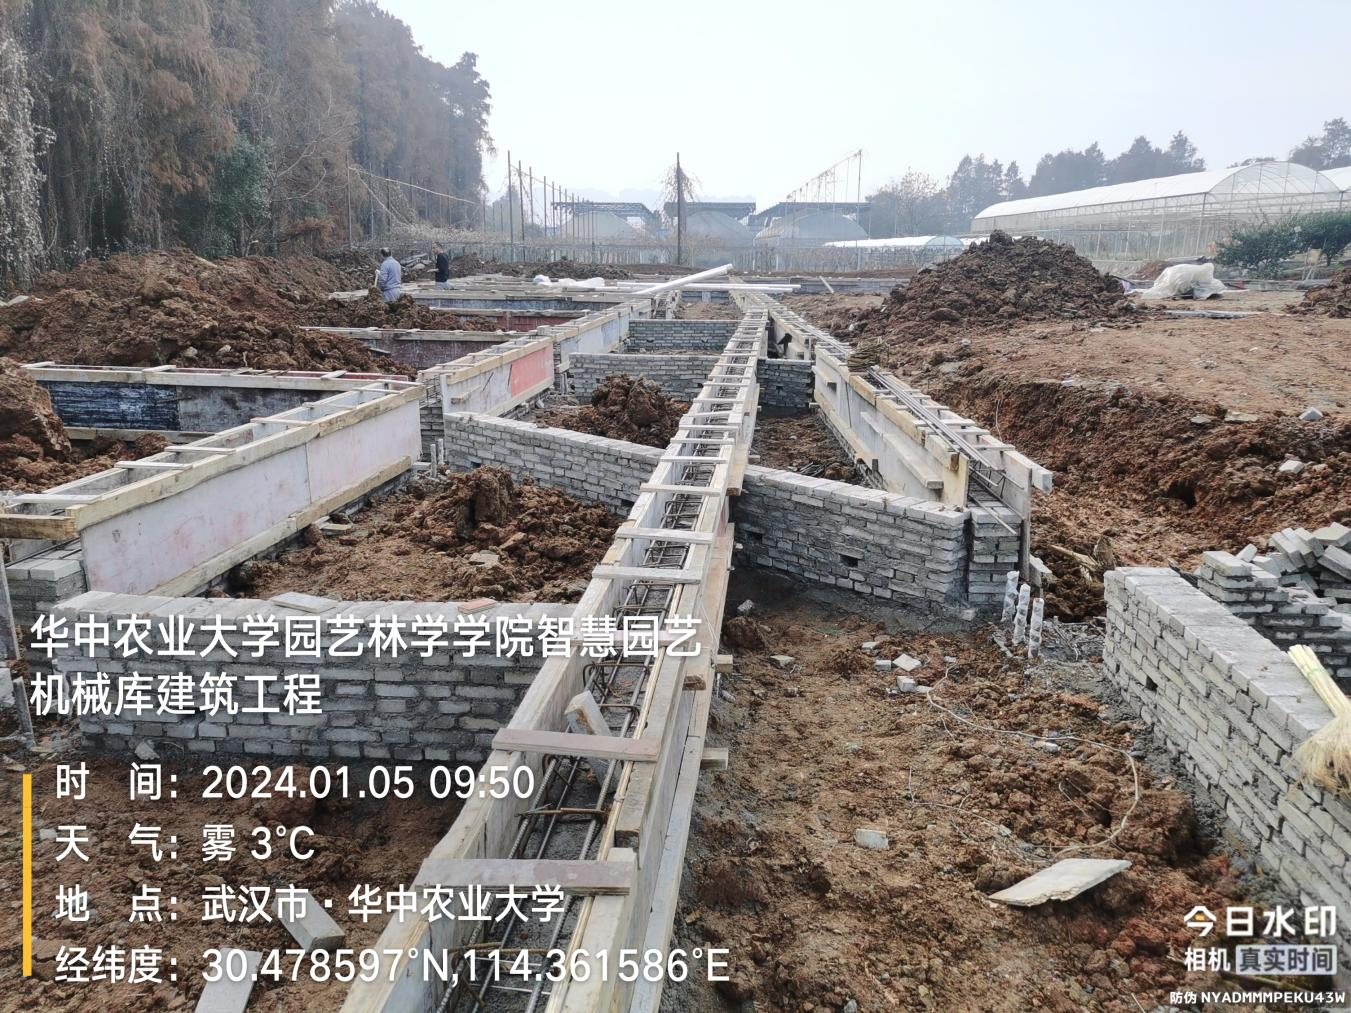 华中农业大学园艺林学学院智慧园艺
机械库建筑工程
时 间：2024.01.05 09:50
天 气：雾 3℃
地 点：武汉市·华中农业大学
经纬度：30.478597°N,114.361586°E
今日水印
相机 真实时间
防伪 NYADMMMPEKU43W